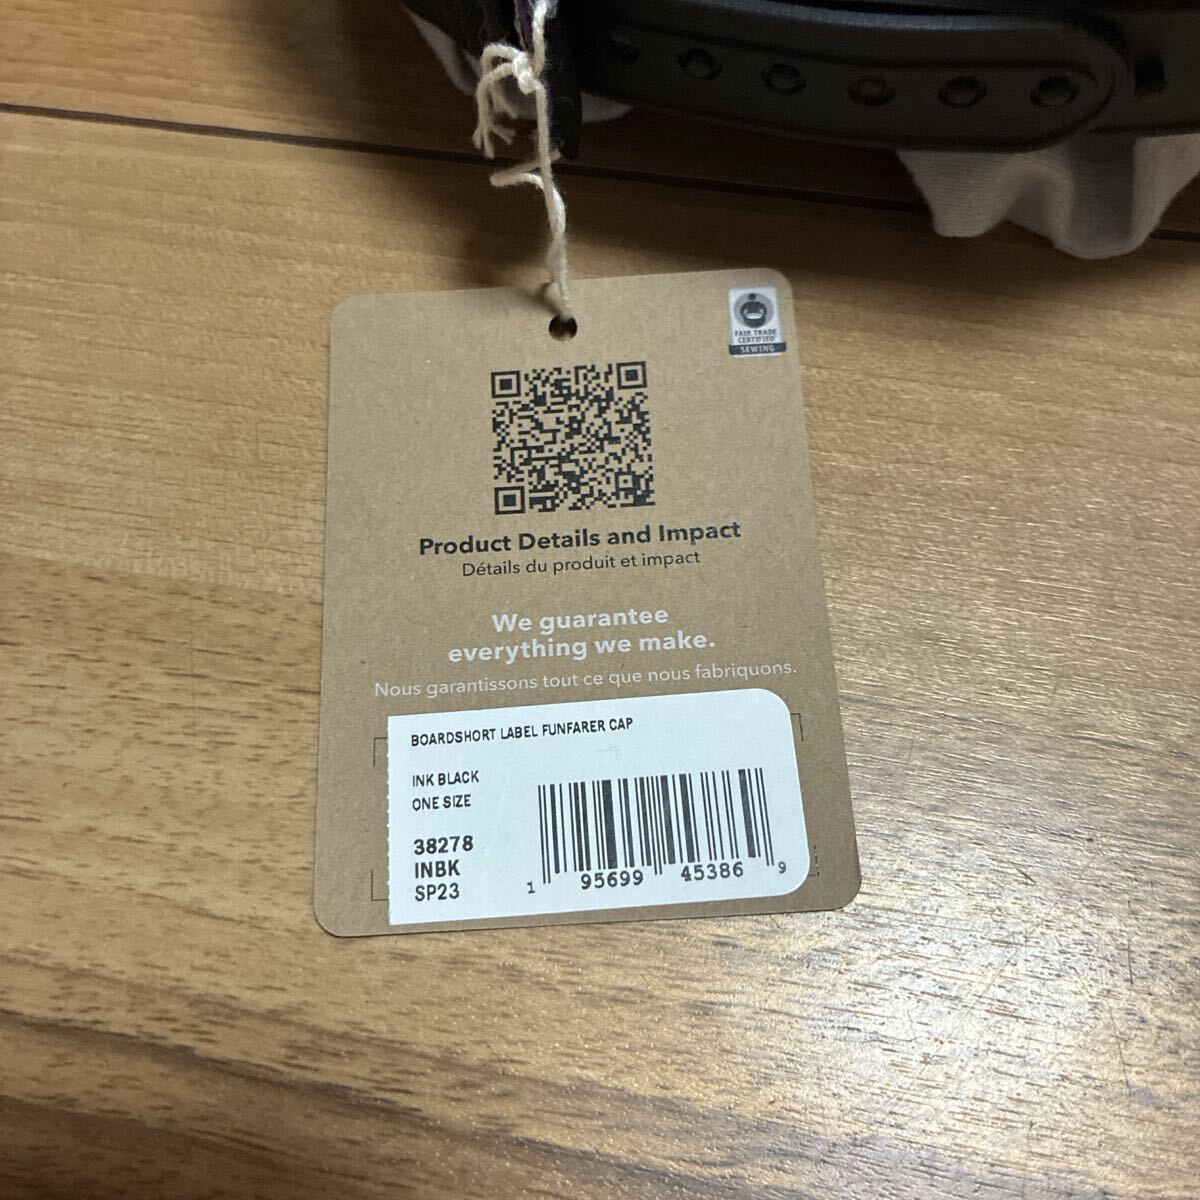 FAIR TRADE
CERTIFIED
SEWING
Product Details and Impact
Détails du produit et impact
We guarantee
everything we make.
Nous garantissons tout ce que nous fabriquons.
BOARDSHORT LABEL FUNFARER CAP
INK BLACK
ONE SIZE
38278
INBK
SP23
1 95699 45386 9